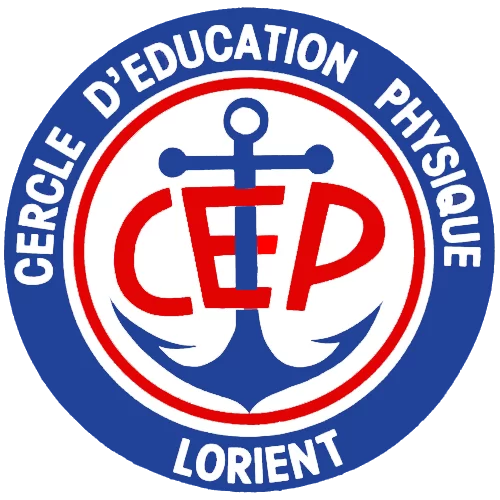 CERCLE D'EDUCATION PHYSIQUE
CEP
LORIENT